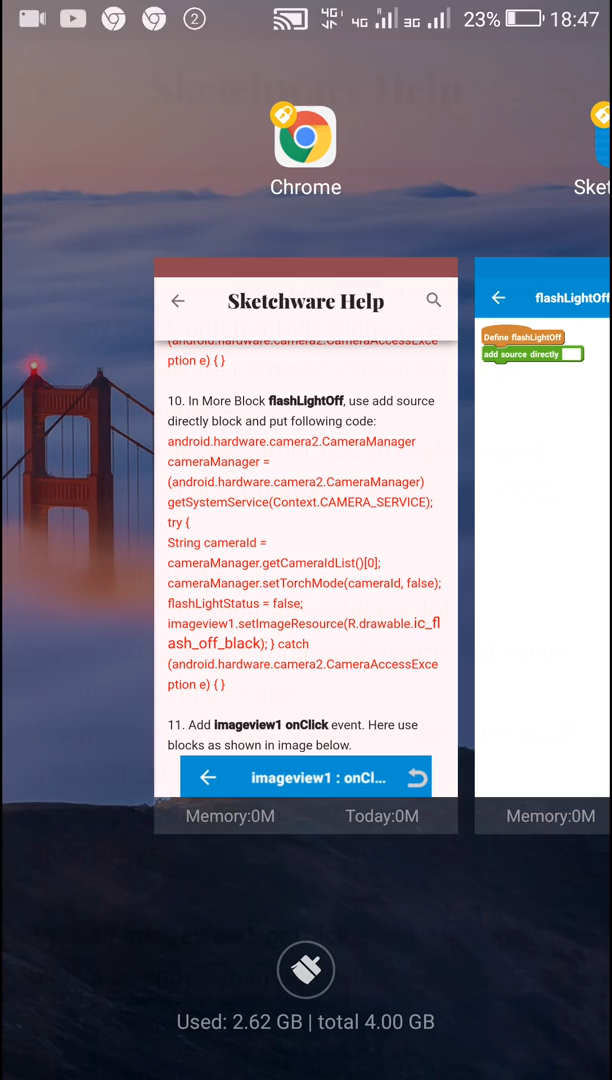 2
4G
4G
R
3G
23%
18:47
Chrome
Sket
Sketchware Help
(android.hardware.camera2.CameraAccessExce
ption e) { }
10. In More Block flashLightOff, use add source
directly block and put following code:
android.hardware.camera2.CameraManager
cameraManager =
(android.hardware.camera2.CameraManager)
getSystemService(Context.CAMERA_SERVICE);
try {
String cameraId =
cameraManager.getCameraIdList()[0];
cameraManager.setTorchMode(cameraId, false);
flashLightStatus = false;
imageview1.setImageResource(R.drawable.ic_fl
ash_off_black); } catch
(android.hardware.camera2.CameraAccessExce
ption e) { }
11. Add imageview1 onClick event. Here use
blocks as shown in image below.
imageview1 : onCl...
Memory:0M Today:0M
flashLightOff
Define flashLightOff
add source directly
Memory:0M
Used: 2.62 GB | total 4.00 GB